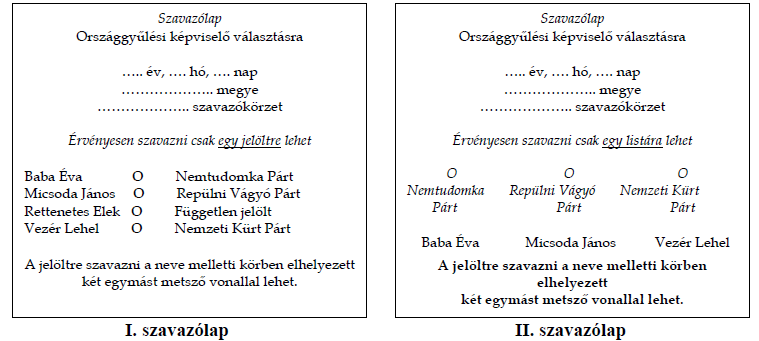 Szavazólap
Országgyűlési képviselő választásra
….. év, …. hó, …. nap
……………….. megye
……………….. szavazókörzet
Érvényesen szavazni csak egy jelöltre lehet
Baba Éva O Nemtudomka Párt
Micsoda János O Repülni Vágyó Párt
Rettenetes Elek O Független jelölt
Vezér Lehel O Nemzeti Kürt Párt
A jelöltre szavazni a neve melletti körben elhelyezett
két egymást metsző vonallal lehet.
I. szavazólap
Szavazólap
Országgyűlési képviselő választásra
….. év, …. hó, …. nap
……………….. megye
……………….. szavazókörzet
Érvényesen szavazni csak egy listára lehet
O O O
Nemtudomka Repülni Vágyó Nemzeti Kürt
Párt Párt Párt
Baba Éva Micsoda János Vezér Lehel
A jelöltre szavazni a neve melletti körben
elhelyezett
két egymást metsző vonallal lehet.
II. szavazólap